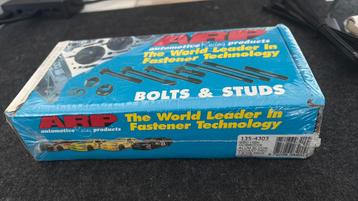 ARP
automotive racing products
The World Leader In
Fastener Technology
BOLTS & STUDS
ARP
automotive racing products
The World Leader In
Fastener Technology
135-4303